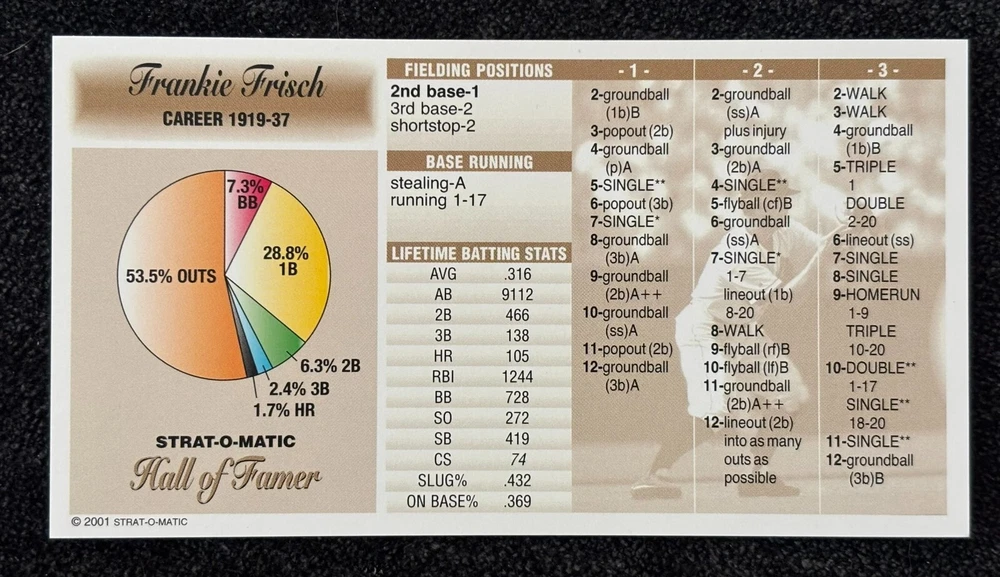 Frankie Frisch
CAREER 1919-37
7.3%
BB
28.8%
1B
53.5% OUTS
6.3% 2B
2.4% 3B
1.7% HR
STRAT-O-MATIC
Hall of Famer
© 2001 STRAT-O-MATIC
FIELDING POSITIONS
2nd base-1
3rd base-2
shortstop-2
BASE RUNNING
stealing-A
running 1-17
LIFETIME BATTING STATS
AVG .316
AB 9112
2B 466
3B 138
HR 105
RBI 1244
BB 728
SO 272
SB 419
CS 74
SLUG% .432
ON BASE% .369
- 1 -
2-groundball
(1b)B
3-popout (2b)
4-groundball
(p)A
5-SINGLE**
6-popout (3b)
7-SINGLE*
8-groundball
(3b)A
9-groundball
(2b)A++
10-groundball
(ss)A
11-popout (2b)
12-groundball
(3b)A
- 2 -
2-groundball
(ss)A
plus injury
3-groundball
(2b)A
4-SINGLE**
5-flyball (cf)B
6-groundball
(ss)A
7-SINGLE*
1-7
lineout (1b)
8-20
8-WALK
9-flyball (rf)B
10-flyball (lf)B
11-groundball
(2b)A++
12-lineout (2b)
into as many
outs as
possible
- 3 -
2-WALK
3-WALK
4-groundball
(1b)B
5-TRIPLE
1
DOUBLE
2-20
6-lineout (ss)
7-SINGLE
8-SINGLE
9-HOMERUN
1-9
TRIPLE
10-20
10-DOUBLE**
1-17
SINGLE**
18-20
11-SINGLE**
12-groundball
(3b)B